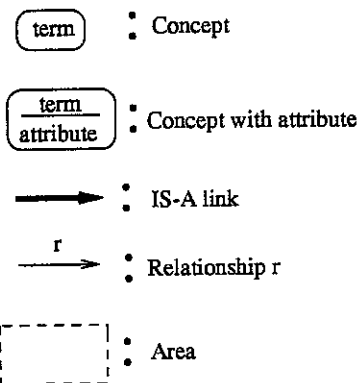 term : Concept
term
attribute : Concept with attribute
: IS-A link
r : Relationship r
: Area